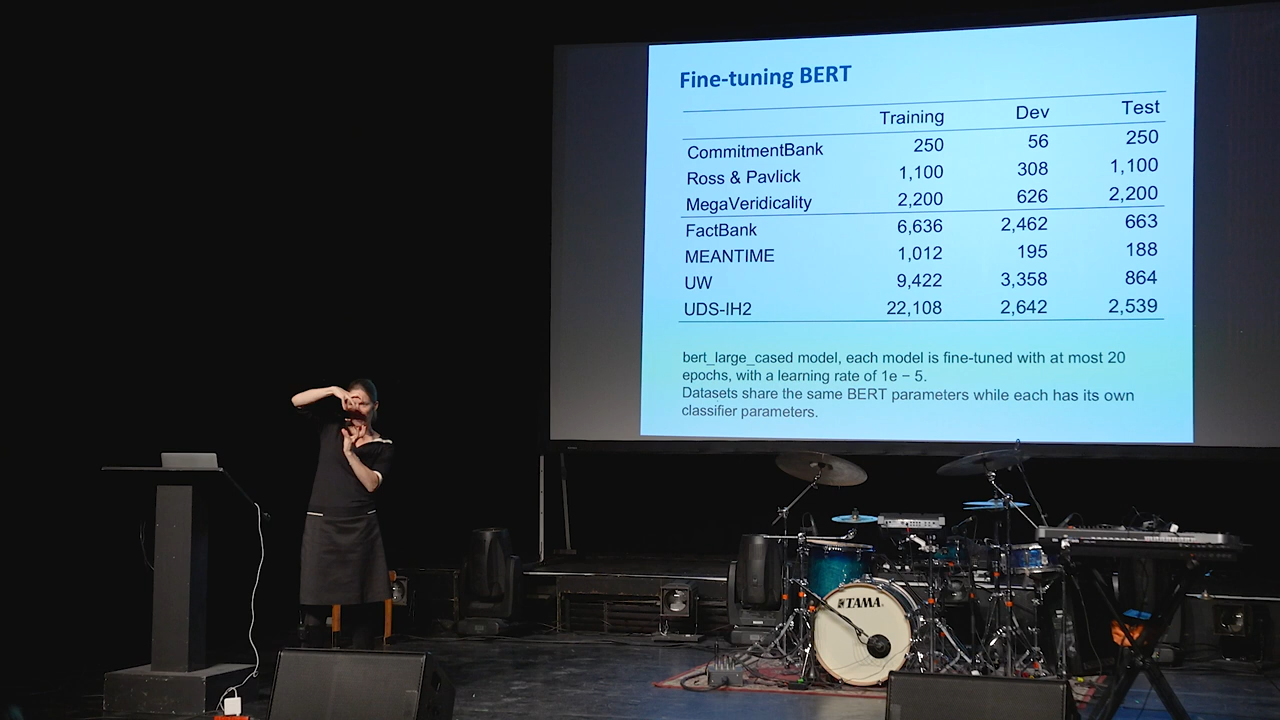 Fine-tuning BERT
Training Dev Test
CommitmentBank 250 56 250
Ross & Pavlick 1,100 308 1,100
MegaVeridicality 2,200 626 2,200
FactBank 6,636 2,462 663
MEANTIME 1,012 195 188
UW 9,422 3,358 864
UDS-IH2 22,108 2,642 2,539
bert_large_cased model, each model is fine-tuned with at most 20
epochs, with a learning rate of 1e − 5.
Datasets share the same BERT parameters while each has its own
classifier parameters.
TAMA